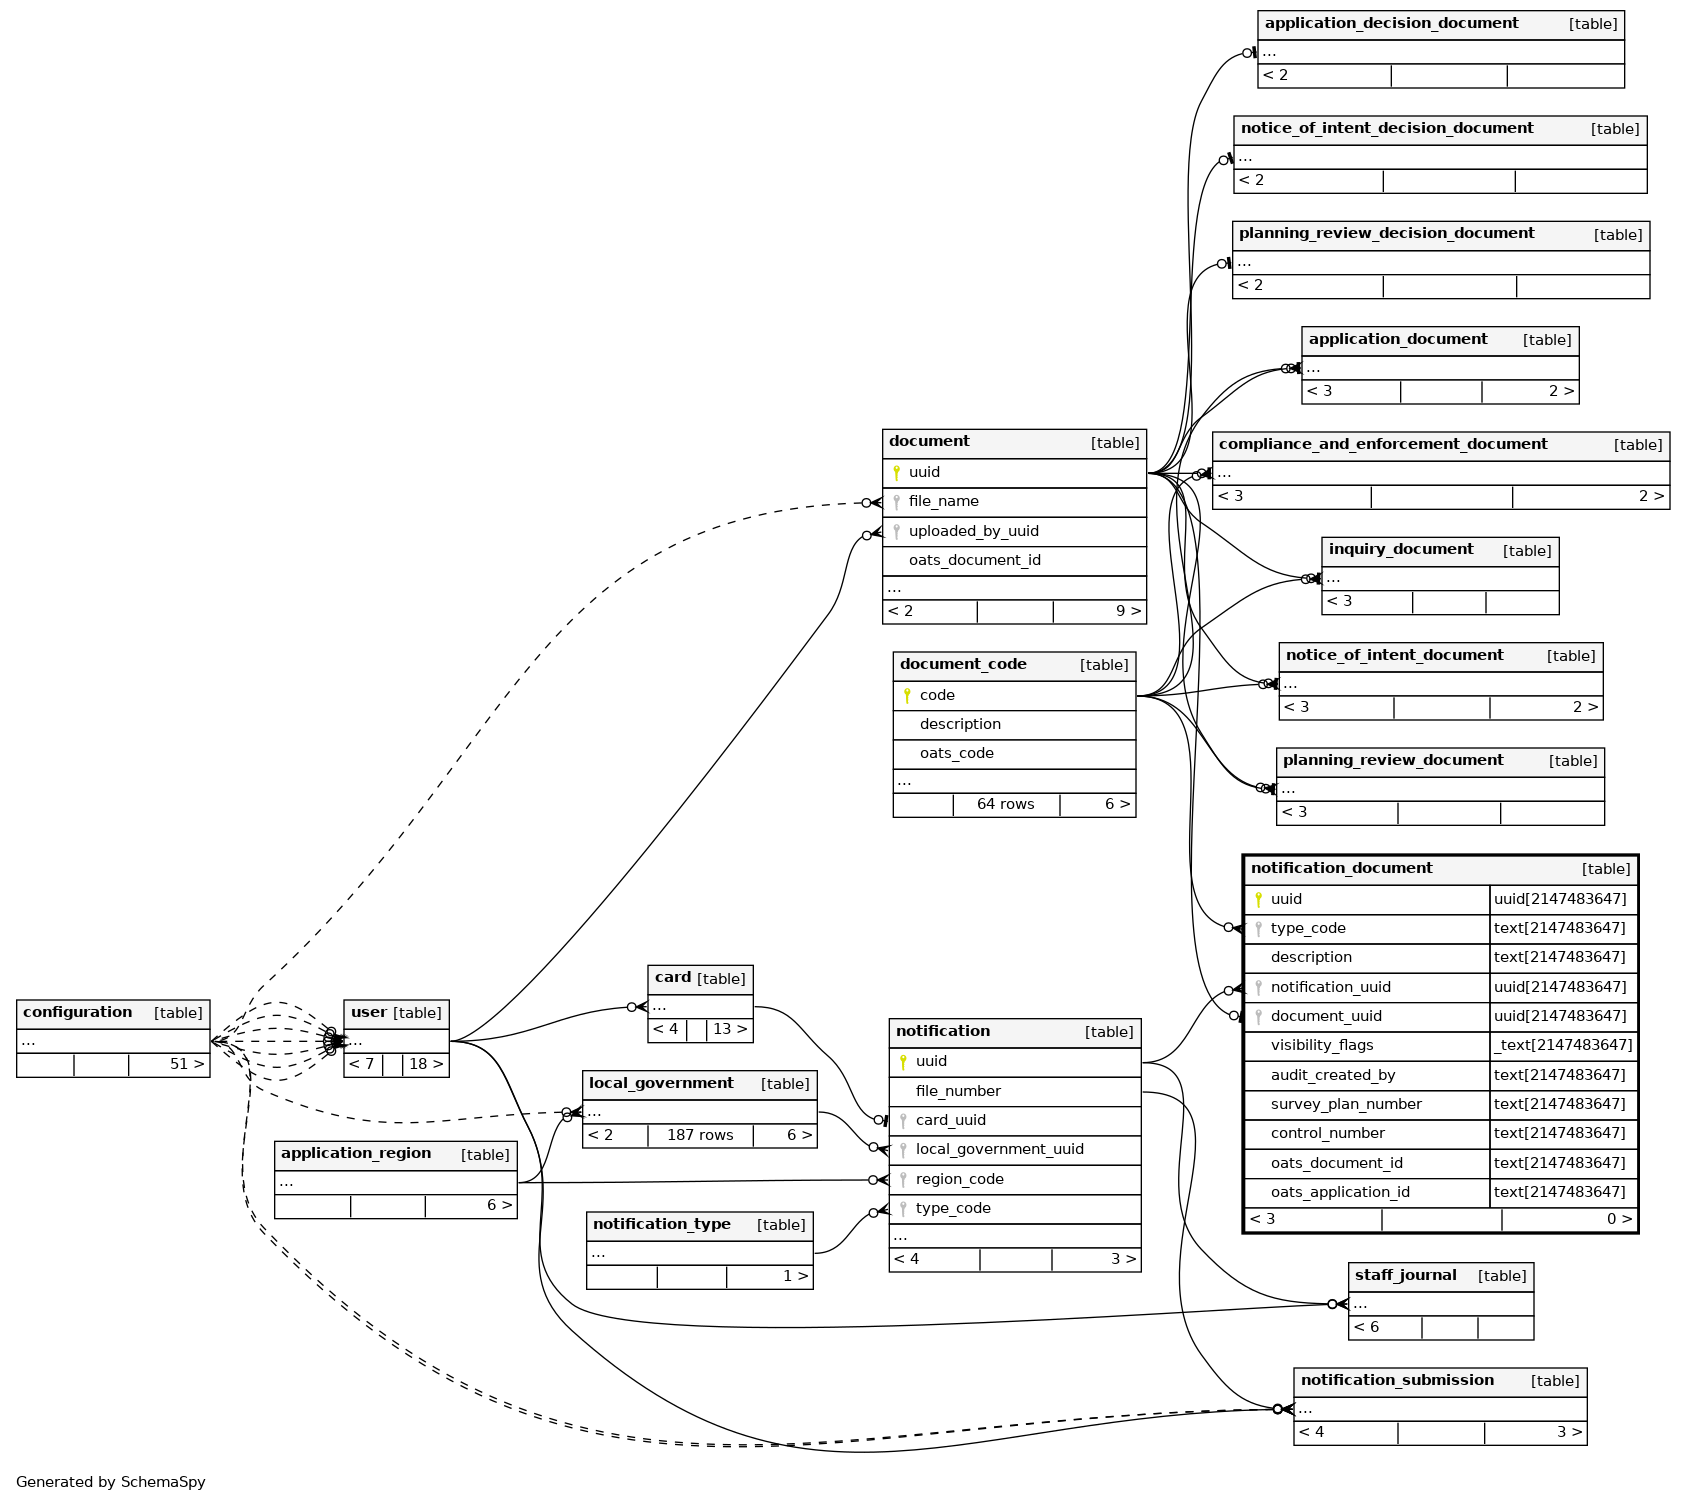 application_decision_document [table]
...
< 2
notice_of_intent_decision_document [table]
...
< 2
planning_review_decision_document [table]
...
< 2
application_document [table]
...
< 3 2 >
document [table]
uuid
file_name
uploaded_by_uuid
oats_document_id
...
< 2 9 >
compliance_and_enforcement_document [table]
...
< 3 2 >
inquiry_document [table]
...
< 3
document_code [table]
code
description
oats_code
...
64 rows 6 >
notice_of_intent_document [table]
...
< 3 2 >
planning_review_document [table]
...
< 3
notification_document [table]
uuid uuid[2147483647]
type_code text[2147483647]
description text[2147483647]
notification_uuid uuid[2147483647]
document_uuid uuid[2147483647]
visibility_flags _text[2147483647]
audit_created_by text[2147483647]
survey_plan_number text[2147483647]
control_number text[2147483647]
oats_document_id text[2147483647]
oats_application_id text[2147483647]
< 3 0 >
configuration [table]
...
51 >
user [table]
...
< 7 18 >
card [table]
...
< 4 13 >
local_government [table]
...
< 2 187 rows 6 >
application_region [table]
...
6 >
notification_type [table]
...
1 >
notification [table]
uuid
file_number
card_uuid
local_government_uuid
region_code
type_code
...
< 4 3 >
staff_journal [table]
...
< 6
notification_submission [table]
...
< 4 3 >
Generated by SchemaSpy